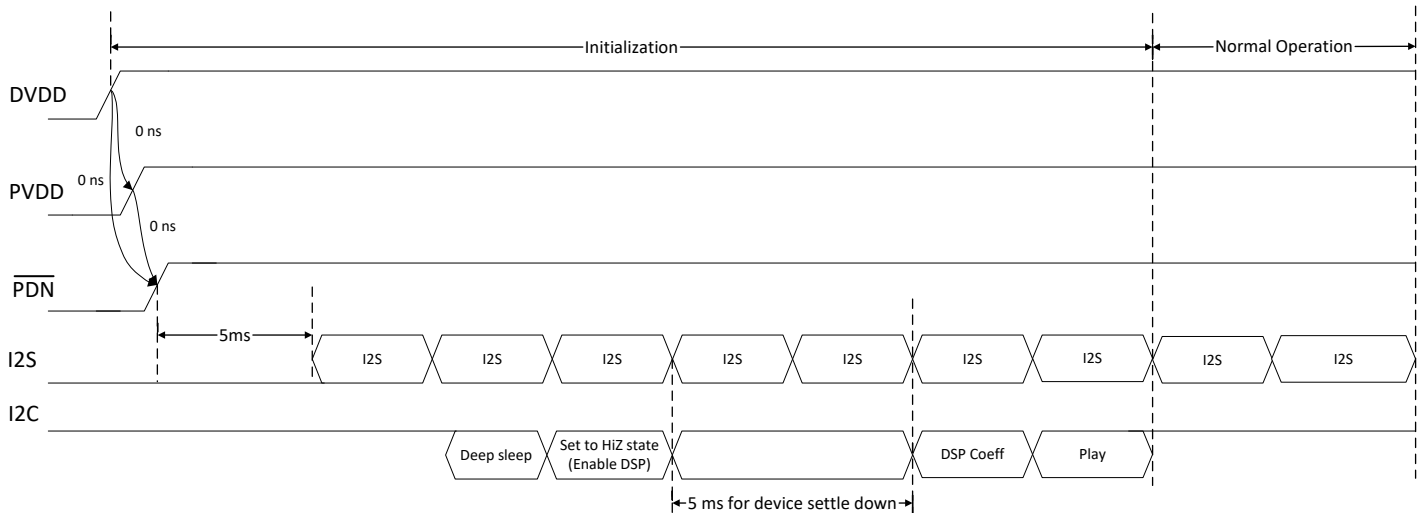 Initialization
Normal Operation
DVDD
0 ns
PVDD
0 ns
0 ns
PDN
5ms
I2S
I2S
I2S
I2S
I2S
I2S
I2S
I2S
I2S
I2S
I2C
Deep sleep
Set to HiZ state
(Enable DSP)
DSP Coeff
Play
5 ms for device settle down